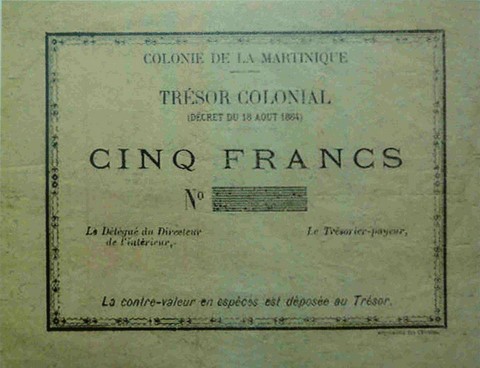 COLONIE DE LA MARTINIQUE
TRÉSOR COLONIAL
(DÉCRET DU 18 AOUT 1884)
CINQ FRANCS
No
Le Délégué du Directeur
de l'intérieur,
Le Trésorier-payeur,
La contre-valeur en espèces est déposée au Trésor.